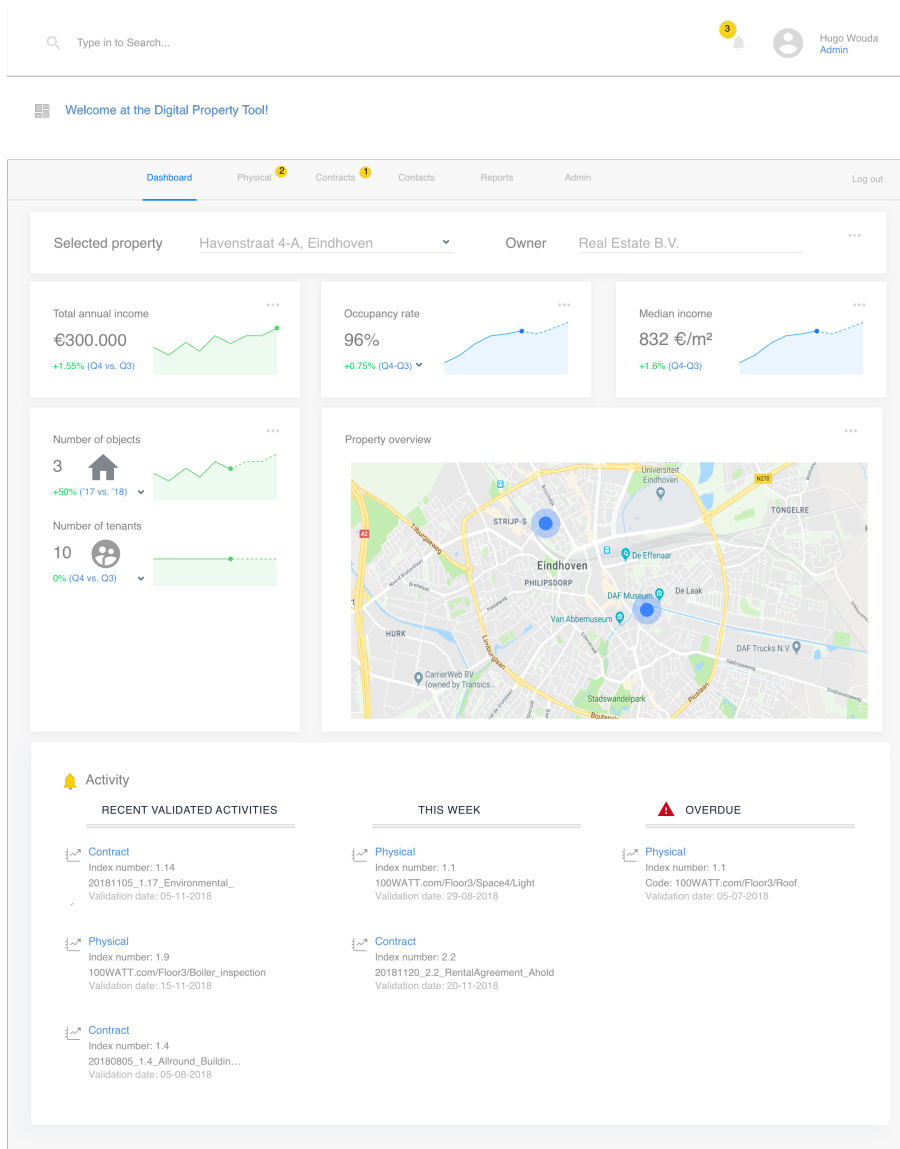 Type in to Search...
3
Hugo Wouda
Admin
Welcome at the Digital Property Tool!
Dashboard
Physical 2
Contracts 1
Contacts
Reports
Admin
Log out
Selected property
Havenstraat 4-A, Eindhoven
Owner
Real Estate B.V.
Total annual income
€300.000
+1,55% (Q4 vs. Q3)
Occupancy rate
96%
+0.75% (Q4-Q3)
Median income
832 €/m²
+1.6% (Q4-Q3)
Number of objects
3
+50% ('17 vs. '18)
Number of tenants
10
0% (Q4 vs. Q3)
Property overview
Universiteit
Eindhoven
N270
TONGELRE
STRIJP-S
A2
Tilburgseweg
De Effenaar
Eindhoven
PHILIPSDORP
DAF Museum
De Laak
Van Abbemuseum
HURK
Limburglaan
DAF Trucks N.V
CarrierWeb BV
(owned by Transics...
Stadswandelpark
Piuslaan
Activity
RECENT VALIDATED ACTIVITIES
Contract
Index number: 1.14
20181105_1.17_Environmental_
Validation date: 05-11-2018
Physical
Index number: 1.9
100WATT.com/Floor3/Boiler_inspection
Validation date: 15-11-2018
Contract
Index number: 1.4
20180805_1.4_Allround_Buildin...
Validation date: 05-08-2018
THIS WEEK
Physical
Index number: 1.1
100WATT.com/Floor3/Space4/Light
Validation date: 29-08-2018
Contract
Index number: 2.2
20181120_2.2_RentalAgreement_Ahold
Validation date: 20-11-2018
OVERDUE
Physical
Index number: 1.1
Code: 100WATT.com/Floor3/Roof
Validation date: 05-07-2018